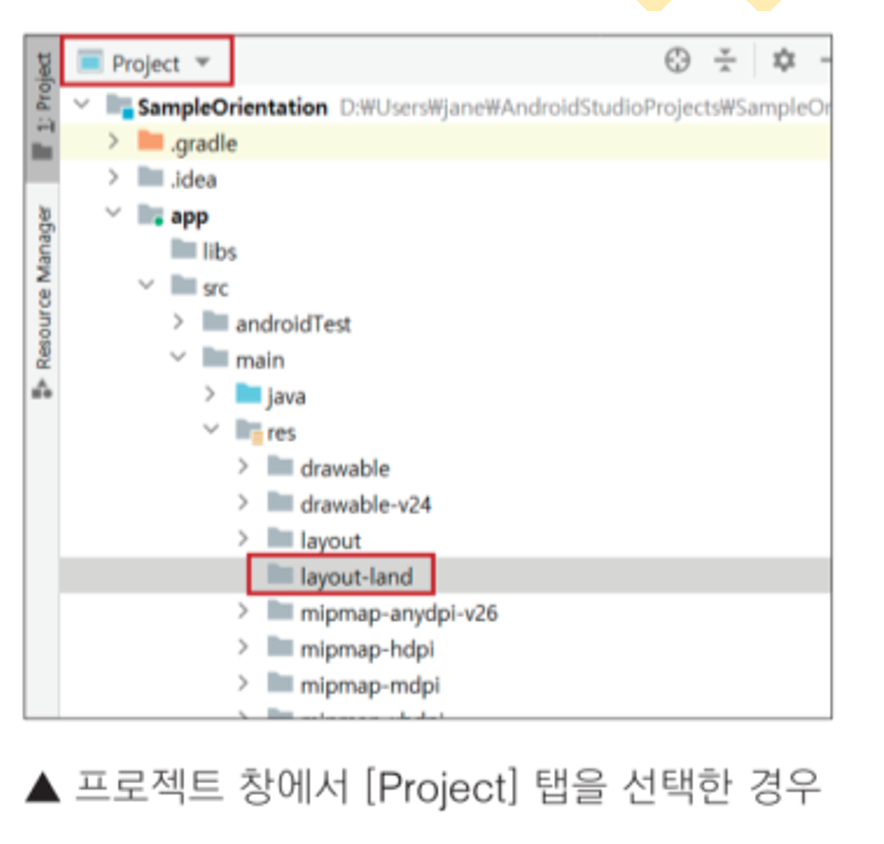 1: Project
Resource Manager
Project
SampleOrientation D:₩Users₩jane₩AndroidStudioProjects₩SampleOr
.gradle
.idea
app
libs
src
androidTest
main
java
res
drawable
drawable-v24
layout
layout-land
mipmap-anydpi-v26
mipmap-hdpi
mipmap-mdpi
▲ 프로젝트 창에서 [Project] 탭을 선택한 경우